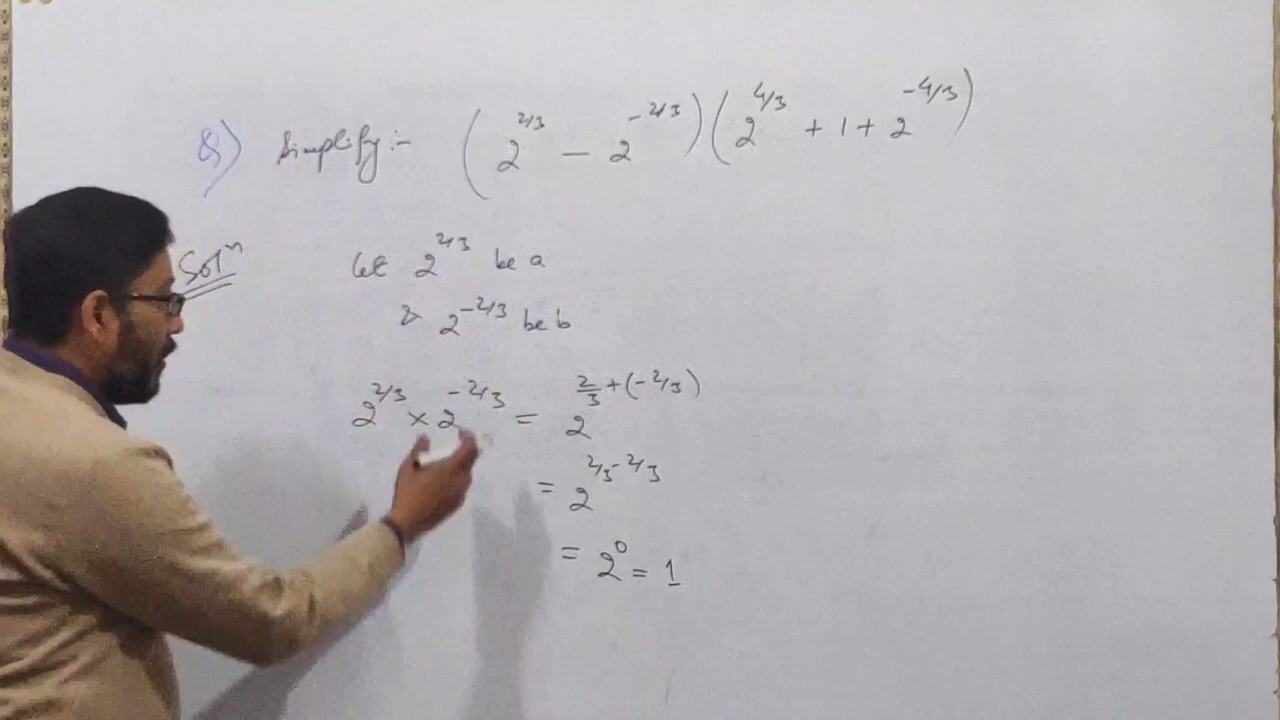 Q) Simplify:- (2^{2/3} – 2^{-2/3})(2^{4/3} + 1 + 2^{-4/3})
Solⁿ let 2^{2/3} be a
& 2^{-2/3} be b
2^{2/3} × 2^{-2/3} = 2^{2/3 + (-2/3)}
= 2^{2/3 - 2/3}
= 2^0 = 1